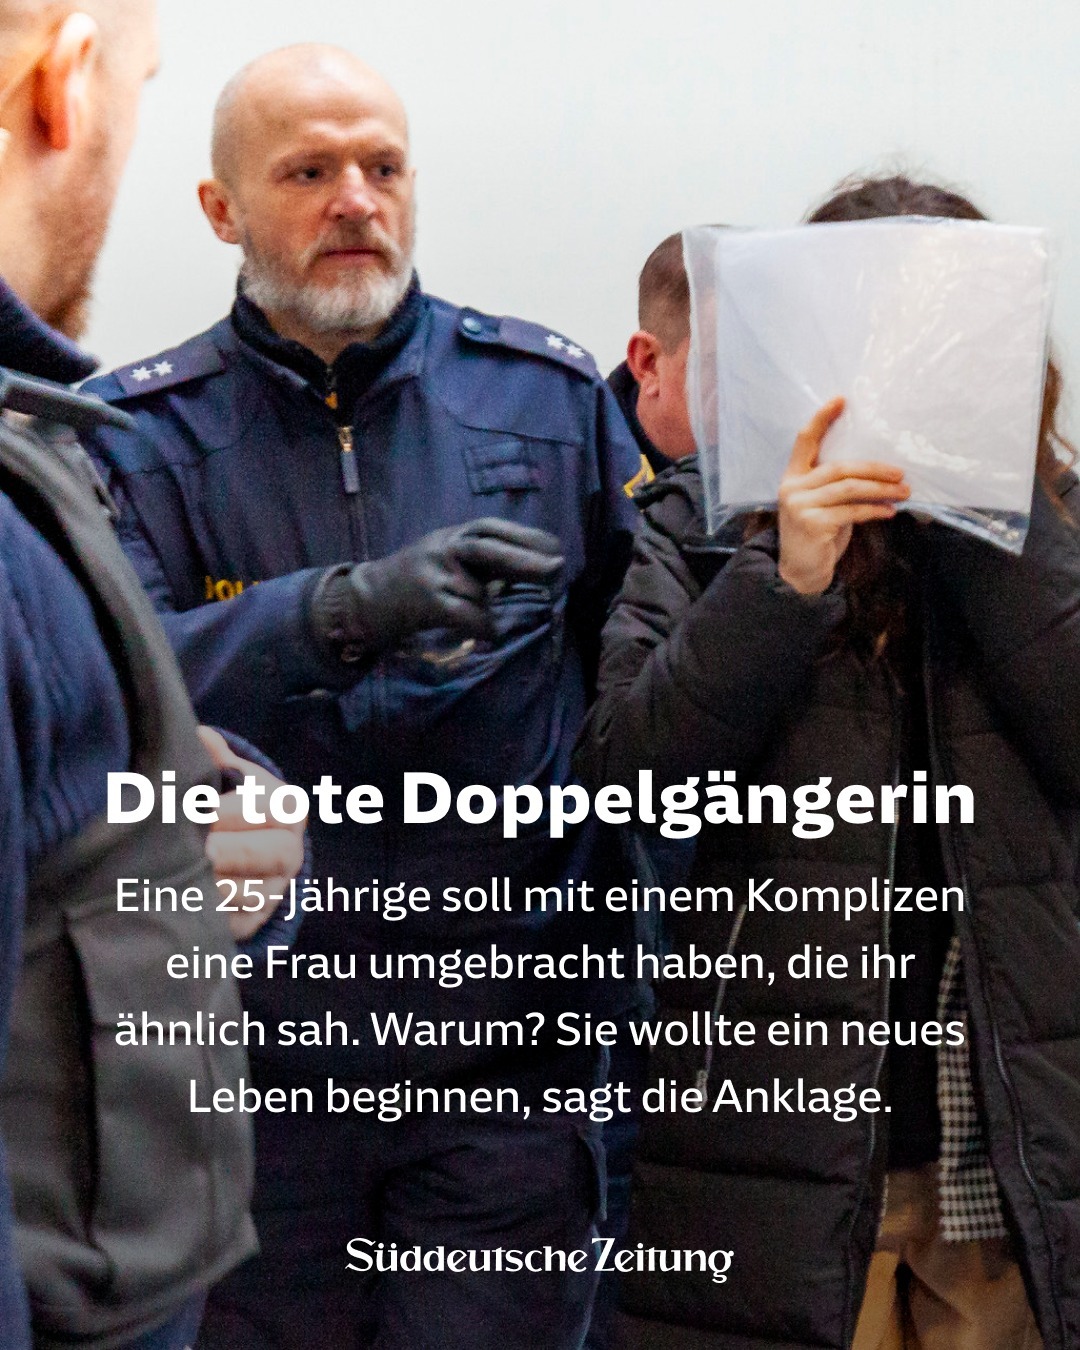 Die tote Doppelgängerin
Eine 25-Jährige soll mit einem Komplizen
eine Frau umgebracht haben, die ihr
ähnlich sah. Warum? Sie wollte ein neues
Leben beginnen, sagt die Anklage.
Süddeutsche Zeitung